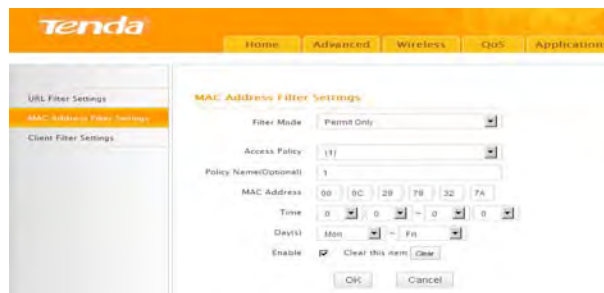 Tenda
Home Advanced Wireless QoS Application
URL Filter Settings
MAC Address Filter Settings
Client Filter Settings
MAC Address Filter Settings
Filter Mode Permit Only
Access Policy (1)
Policy Name(Optional) 1
MAC Address 00 0C 29 79 32 7A
Time 0 : 0 ~ 0 : 0
Day(s) Mon ~ Fri
Enable Clear this item: Clear
OK Cancel